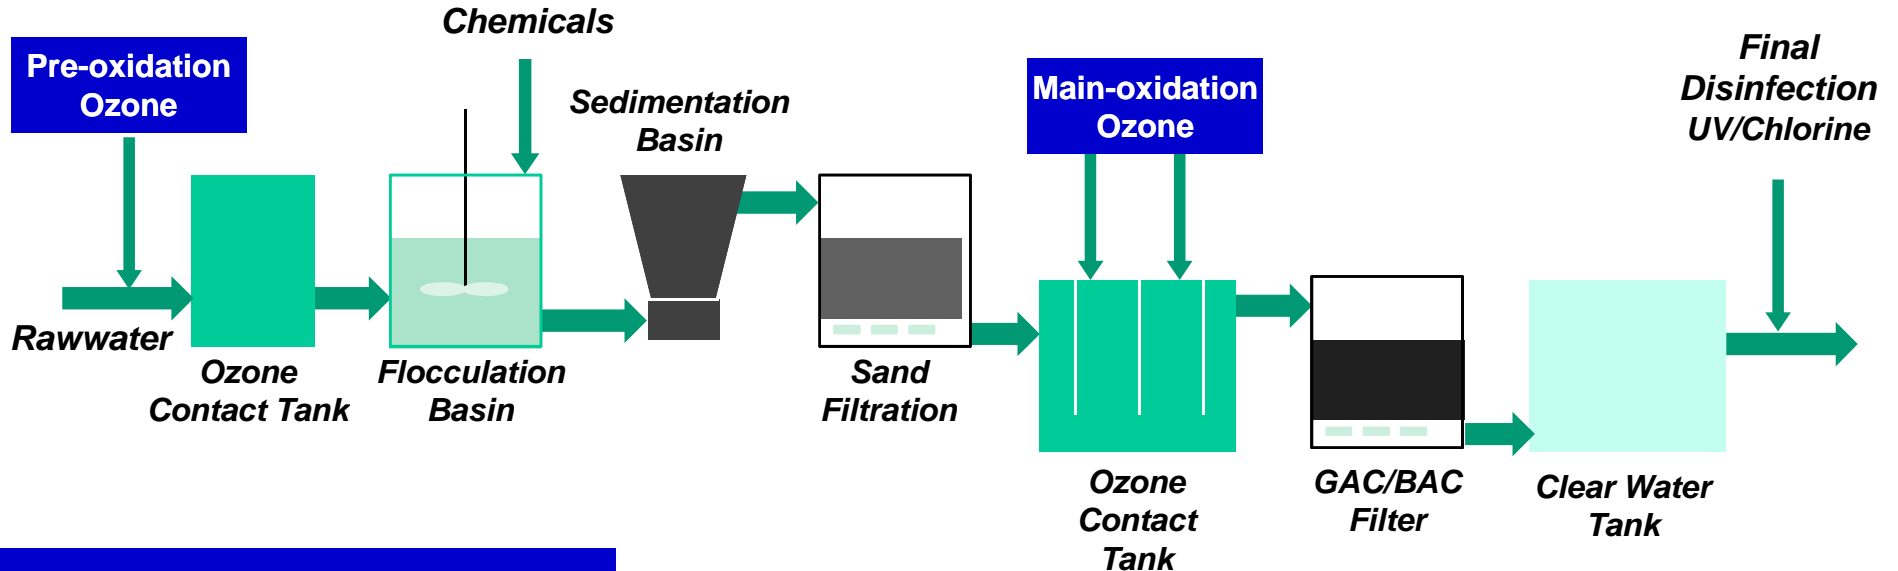 Chemicals
Pre-oxidation
Ozone
Sedimentation
Basin
Main-oxidation
Ozone
Final
Disinfection
UV/Chlorine
Rawwater
Ozone
Contact Tank
Flocculation
Basin
Sand
Filtration
Ozone
Contact
Tank
GAC/BAC
Filter
Clear Water
Tank